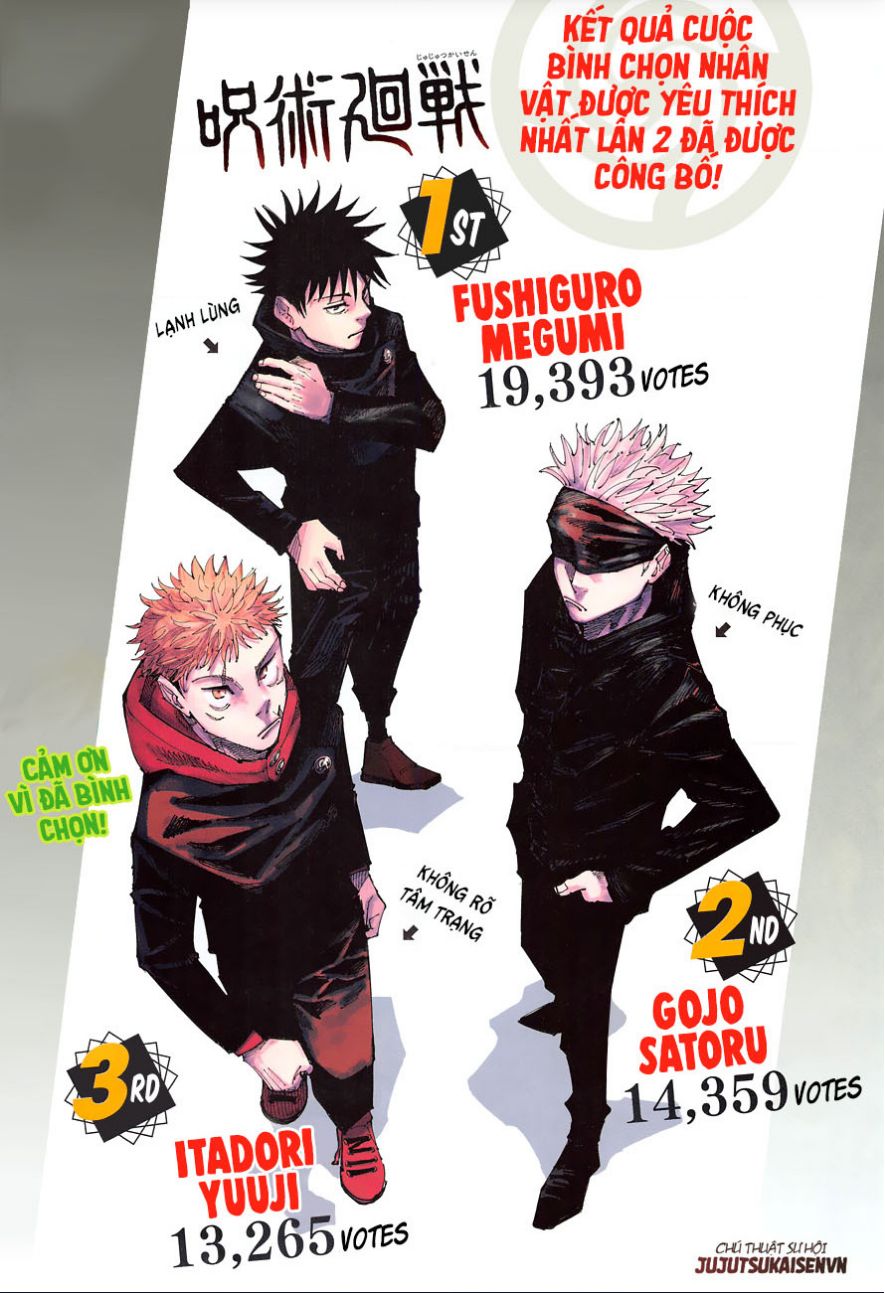 じゅじゅつかいせん
呪術廻戦
KẾT QUẢ CUỘC
BÌNH CHỌN NHÂN
VẬT ĐƯỢC YÊU THÍCH
NHẤT LẦN 2 ĐÃ ĐƯỢC
CÔNG BỐ!
1ST
FUSHIGURO
MEGUMI
19,393 VOTES
LẠNH LÙNG
KHÔNG PHỤC
CẢM ƠN
VÌ ĐÃ BÌNH
CHỌN!
KHÔNG RÕ
TÂM TRẠNG
2ND
GOJO
SATORU
14,359 VOTES
3RD
ITADORI
YUUJI
13,265 VOTES
CHÚ THUẬT SƯ HỘI
JUJUTSUKAISENVN